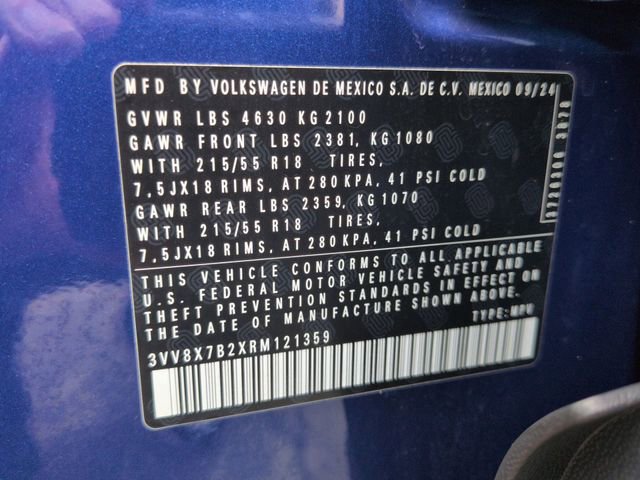 MFD BY VOLKSWAGEN DE MEXICO S.A. DE C.V. MEXICO 09/24
GVWR LBS 4630 KG 2100
GAWR FRONT LBS 2381, KG 1080
WITH 215/55 R18 TIRES,
7,5JX18 RIMS, AT 280 KPA, 41 PSI COLD
GAWR REAR LBS 2359, KG 1070
WITH 215/55 R18 TIRES,
7,5JX18 RIMS, AT 280 KPA, 41 PSI COLD
THIS VEHICLE CONFORMS TO ALL APPLICABLE
U.S. FEDERAL MOTOR VEHICLE SAFETY AND
THEFT PREVENTION STANDARDS IN EFFECT ON
THE DATE OF MANUFACTURE SHOWN ABOVE.
TYPE: MPV
3VV8X7B2XRM121359